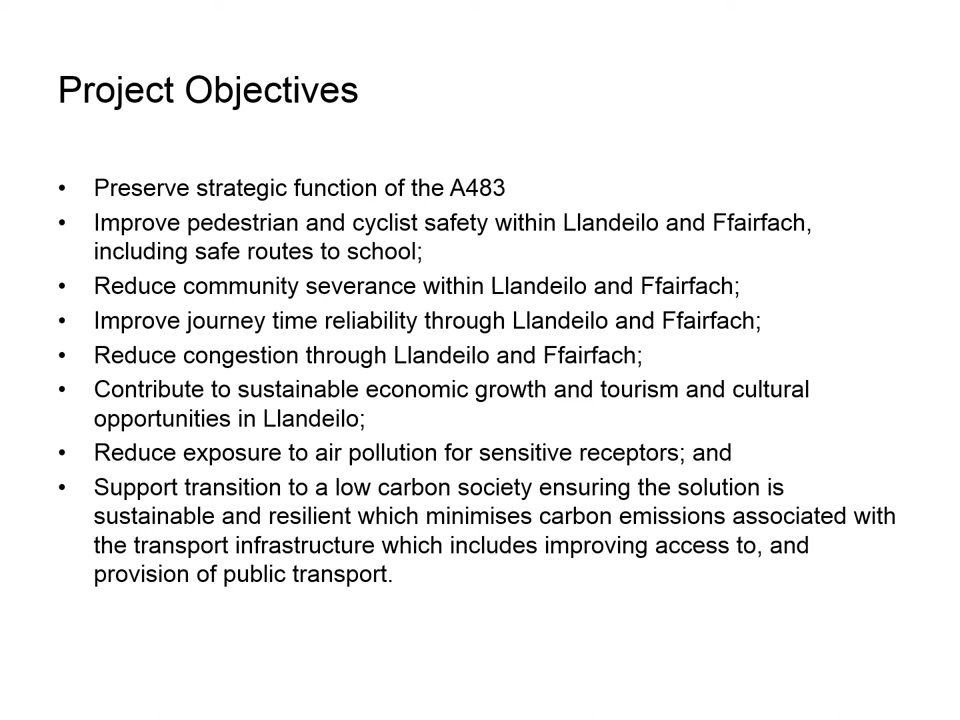 Project Objectives
• Preserve strategic function of the A483
• Improve pedestrian and cyclist safety within Llandeilo and Ffairfach,
including safe routes to school;
• Reduce community severance within Llandeilo and Ffairfach;
• Improve journey time reliability through Llandeilo and Ffairfach;
• Reduce congestion through Llandeilo and Ffairfach;
• Contribute to sustainable economic growth and tourism and cultural
opportunities in Llandeilo;
• Reduce exposure to air pollution for sensitive receptors; and
• Support transition to a low carbon society ensuring the solution is
sustainable and resilient which minimises carbon emissions associated with
the transport infrastructure which includes improving access to, and
provision of public transport.